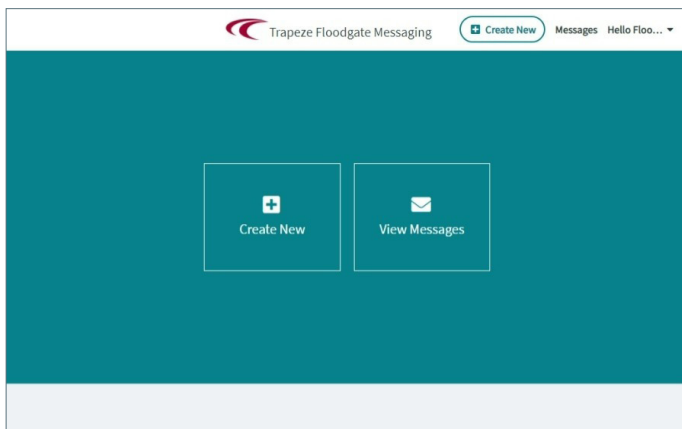 Trapeze Floodgate Messaging
Create New
Messages
Hello Floo...
Create New
View Messages